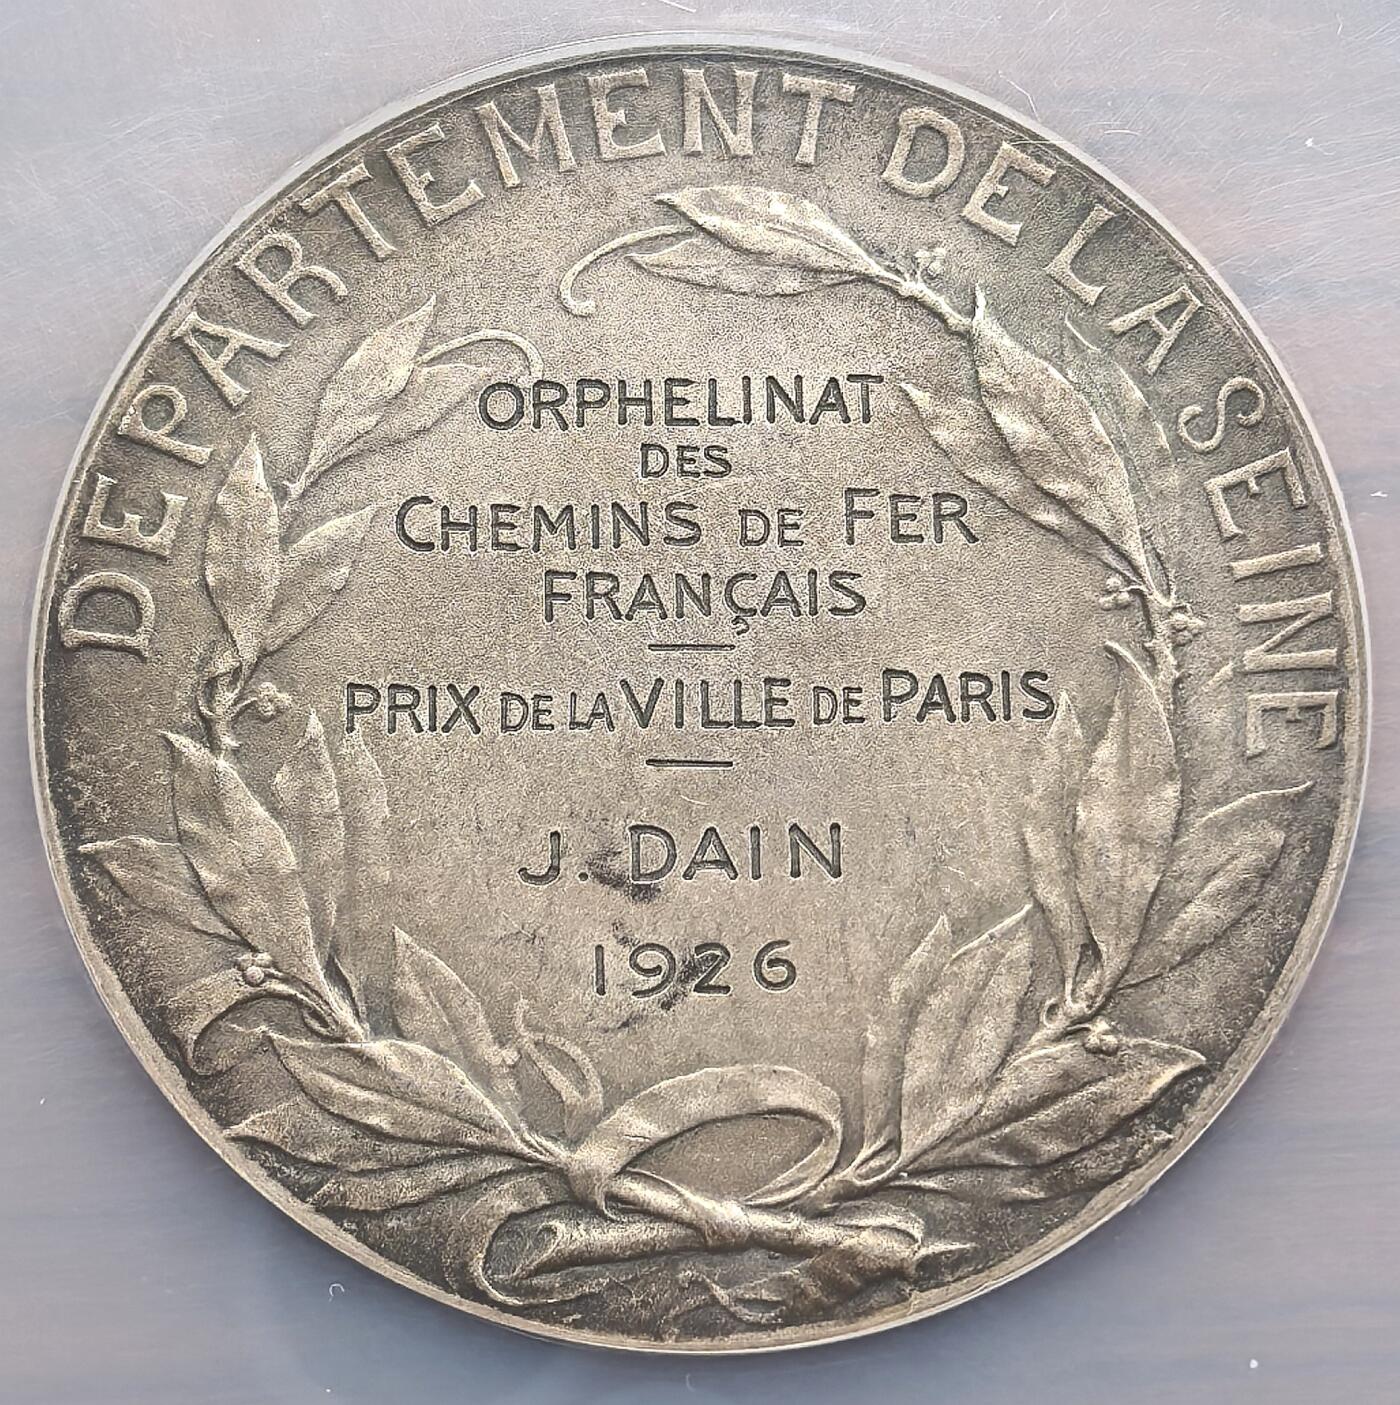 DEPARTEMENT DE LA SEINE
ORPHELINAT
DES
CHEMINS DE FER
FRANÇAIS
PRIX DE LA VILLE DE PARIS
J. DAIN
1926